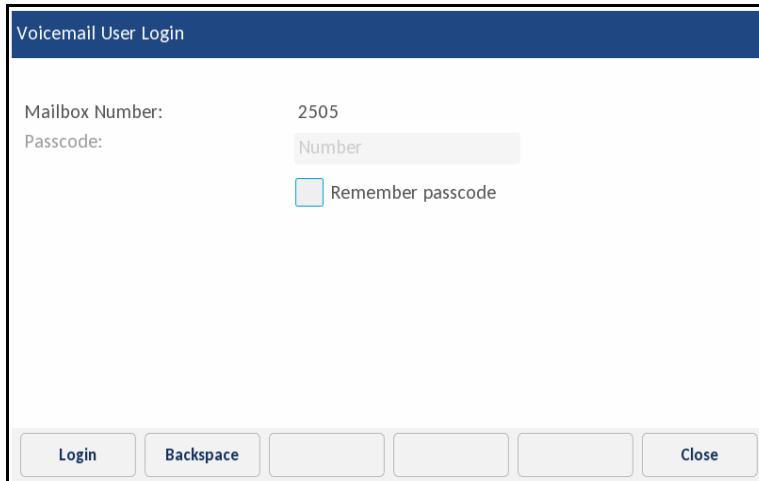 Voicemail User Login
Mailbox Number: 2505
Passcode: Number
Remember passcode
Login Backspace Close